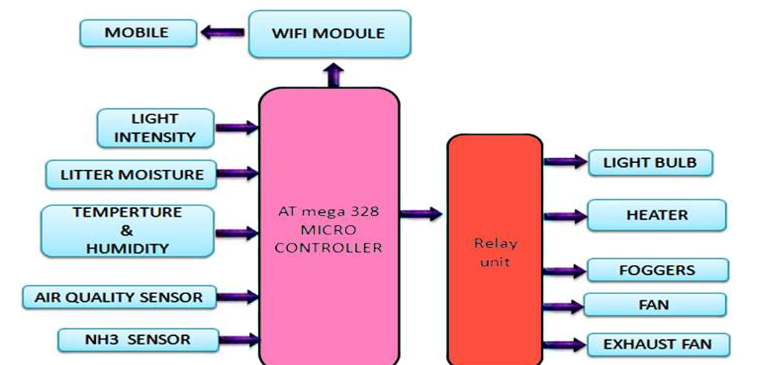 MOBILE
WIFI MODULE
LIGHT
INTENSITY
LITTER MOISTURE
TEMPERTURE
&
HUMIDITY
AIR QUALITY SENSOR
NH3 SENSOR
AT mega 328
MICRO
CONTROLLER
Relay
unit
LIGHT BULB
HEATER
FOGGERS
FAN
EXHAUST FAN